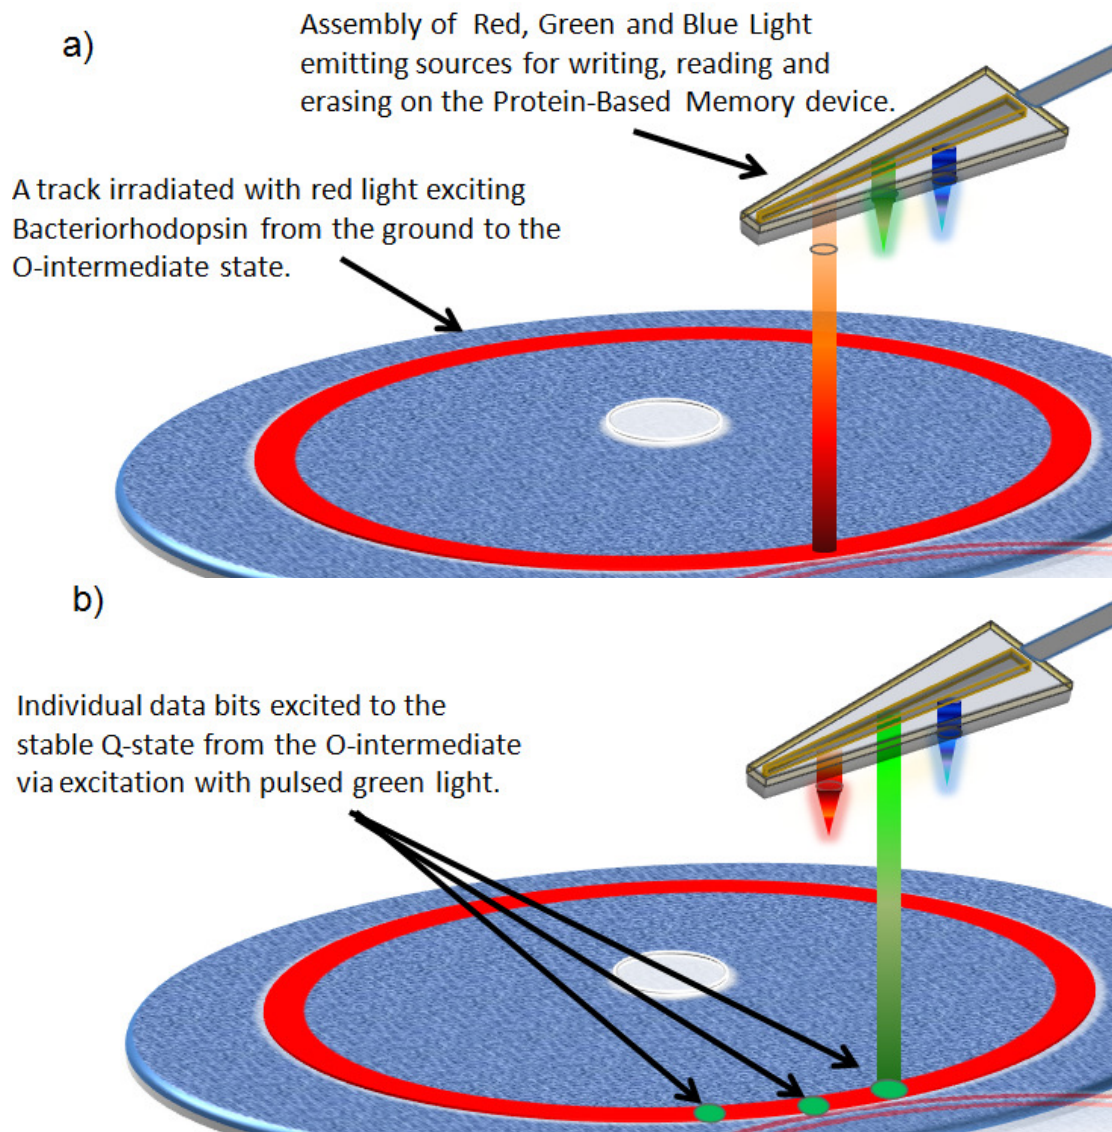 a)
Assembly of Red, Green and Blue Light
emitting sources for writing, reading and
erasing on the Protein-Based Memory device.
A track irradiated with red light exciting
Bacteriorhodopsin from the ground to the
O-intermediate state.
b)
Individual data bits excited to the
stable Q-state from the O-intermediate
via excitation with pulsed green light.